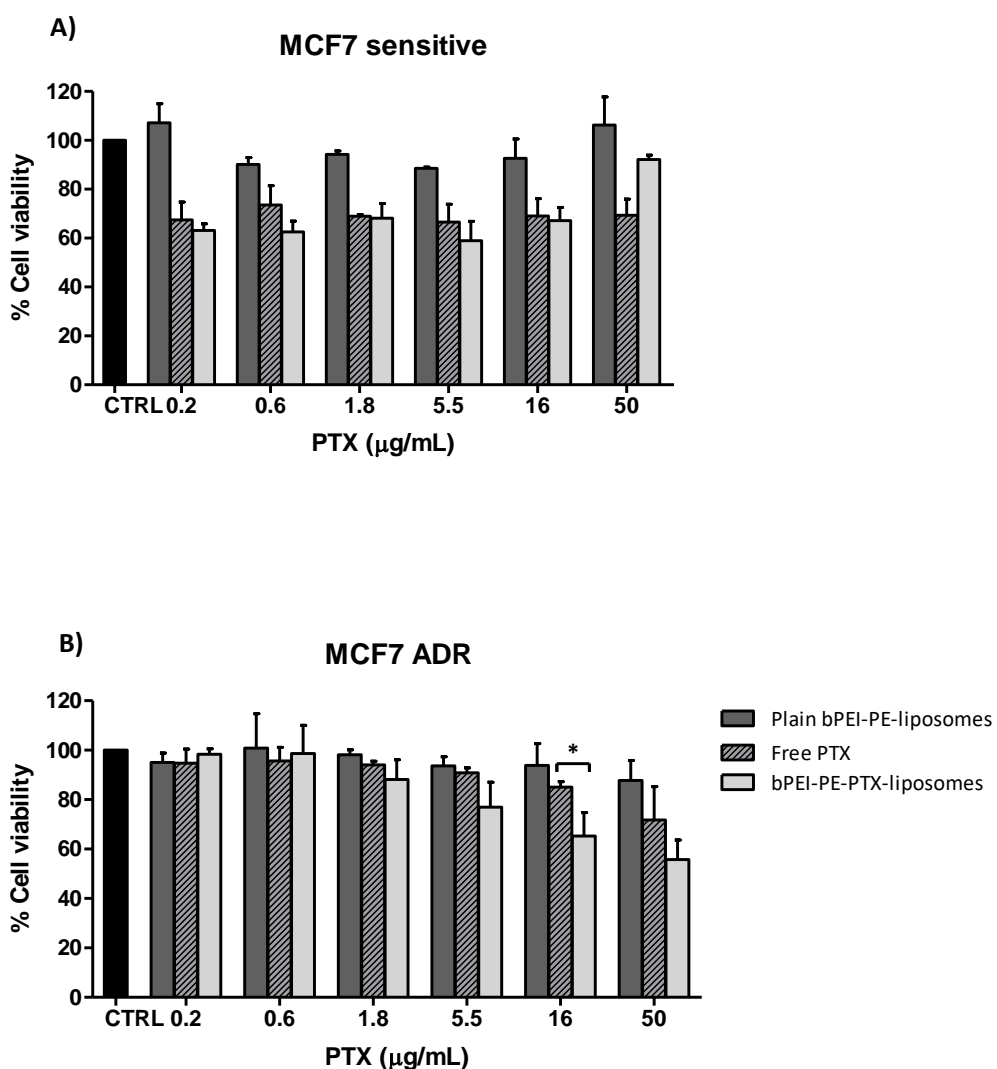 A)
MCF7 sensitive
120
100
80
60
40
20
0
% Cell viability
CTRL 0.2 0.6 1.8 5.5 16 50
PTX (μg/mL)
B)
MCF7 ADR
120
100
80
60
40
20
0
% Cell viability
*
CTRL 0.2 0.6 1.8 5.5 16 50
PTX (μg/mL)
Plain bPEI-PE-liposomes
Free PTX
bPEI-PE-PTX-liposomes